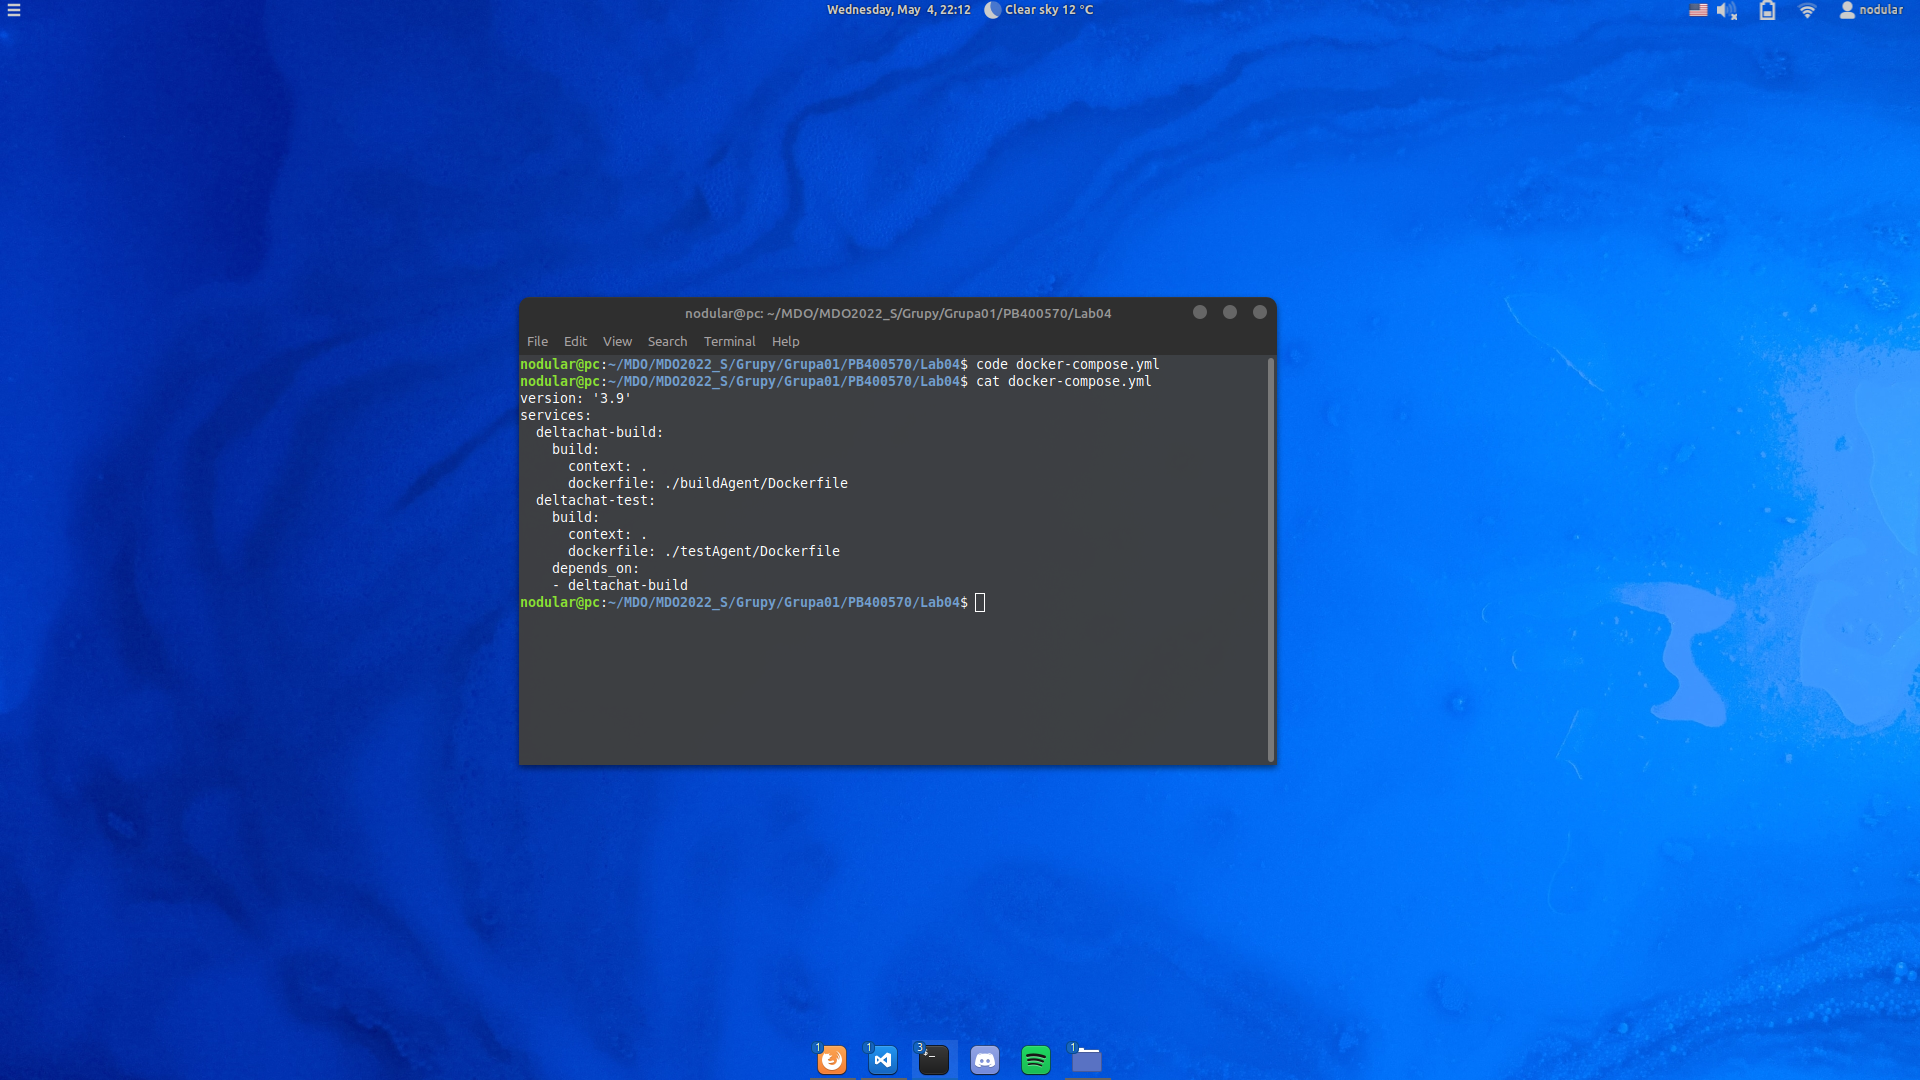 Wednesday, May  4, 22:12 Clear sky 12 °C
nodular
nodular@pc: ~/MDO/MDO2022_S/Grupy/Grupa01/PB400570/Lab04
File Edit View Search Terminal Help
nodular@pc:~/MDO/MDO2022_S/Grupy/Grupa01/PB400570/Lab04$ code docker-compose.yml
nodular@pc:~/MDO/MDO2022_S/Grupy/Grupa01/PB400570/Lab04$ cat docker-compose.yml
version: '3.9'
services:
  deltachat-build:
    build:
      context: .
      dockerfile: ./buildAgent/Dockerfile
  deltachat-test:
    build:
      context: .
      dockerfile: ./testAgent/Dockerfile
    depends_on:
    - deltachat-build
nodular@pc:~/MDO/MDO2022_S/Grupy/Grupa01/PB400570/Lab04$
1 1 3 1